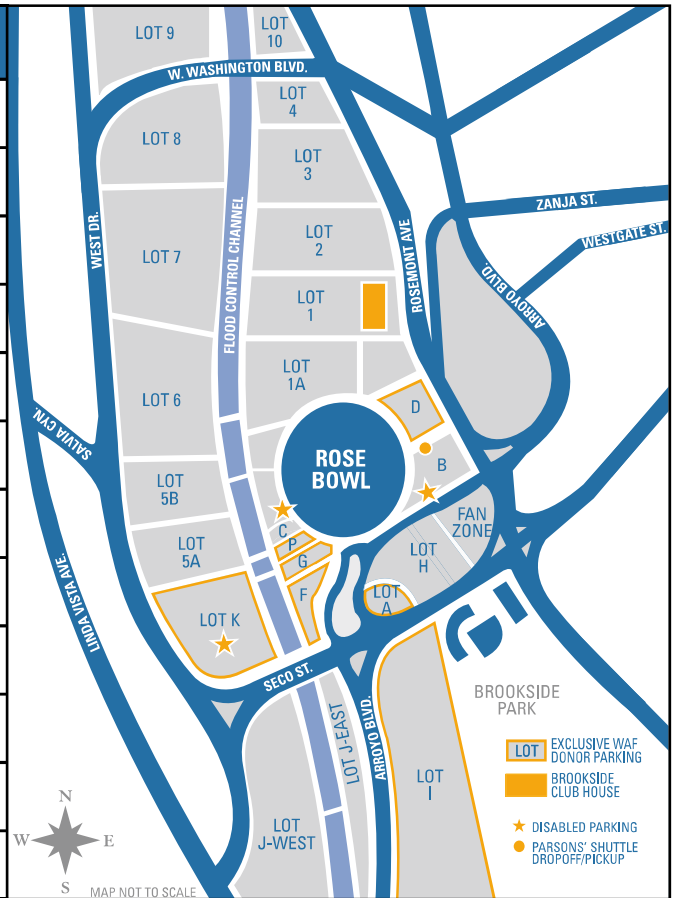 LOT 9
LOT
10
W. WASHINGTON BLVD.
LOT
4
LOT 8
LOT
3
ZANJA ST.
WESTGATE ST.
WEST DR.
FLOOD CONTROL CHANNEL
ROSEMONT AVE
ARROYO BLVD.
LOT 7
LOT
2
LOT
1
LOT
1A
LOT 6
D
SALVIA CYN.
ROSE
BOWL
B
LOT
5B
FAN
ZONE
C
P
G
LOT
5A
LOT
H
F
LOT
A
LOT K
LINDA VISTA AVE.
SECO ST.
BROOKSIDE
PARK
LOT J-EAST
ARROYO BLVD.
LOT
I
LOT
J-WEST
LOT
EXCLUSIVE WAF
DONOR PARKING
BROOKSIDE
CLUB HOUSE
DISABLED PARKING
PARSONS' SHUTTLE
DROPOFF/PICKUP
N
W
E
S
MAP NOT TO SCALE